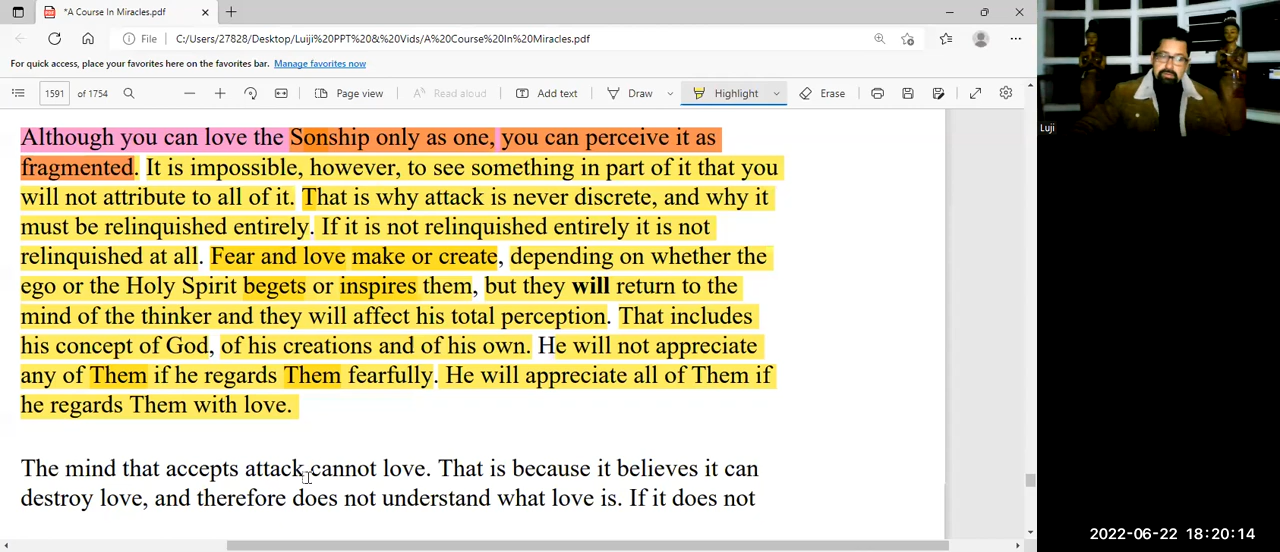 *A Course In Miracles.pdf
File
C:/Users/27828/Desktop/Luiji%20PPT%20&%20Vids/A%20Course%20In%20Miracles.pdf
For quick access, place your favorites here on the favorites bar. Manage favorites now
1591 of 1754
Page view
Read aloud
Add text
Draw
Highlight
Erase
Although you can love the Sonship only as one, you can perceive it as
fragmented. It is impossible, however, to see something in part of it that you
will not attribute to all of it. That is why attack is never discrete, and why it
must be relinquished entirely. If it is not relinquished entirely it is not
relinquished at all. Fear and love make or create, depending on whether the
ego or the Holy Spirit begets or inspires them, but they will return to the
mind of the thinker and they will affect his total perception. That includes
his concept of God, of his creations and of his own. He will not appreciate
any of Them if he regards Them fearfully. He will appreciate all of Them if
he regards Them with love.
The mind that accepts attack cannot love. That is because it believes it can
destroy love, and therefore does not understand what love is. If it does not
Luji
2022-06-22 18:20:14